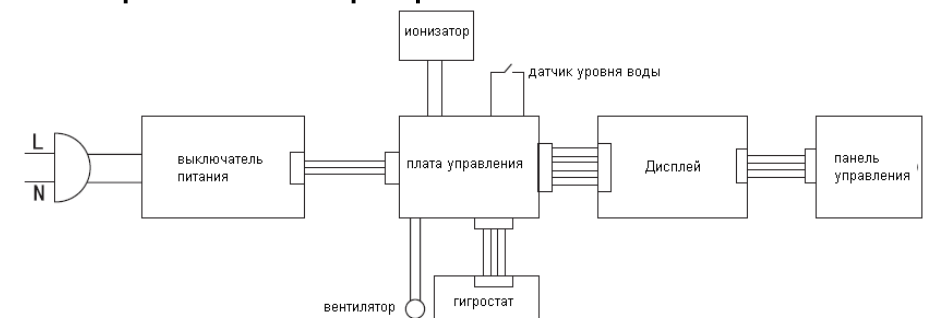 ионизатор
датчик уровня воды
L
N
выключатель
питания
плата управления
Дисплей
панель
управления
вентилятор
гигростат